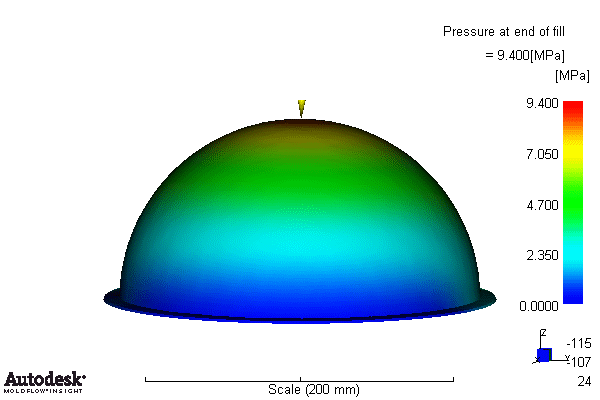 Pressure at end of fill
= 9.400[MPa]
[MPa]
9.400
7.050
4.700
2.350
0.0000
Z
Y
-115
-107
24
Autodesk®
MOLDFLOW® INSIGHT
Scale (200 mm)